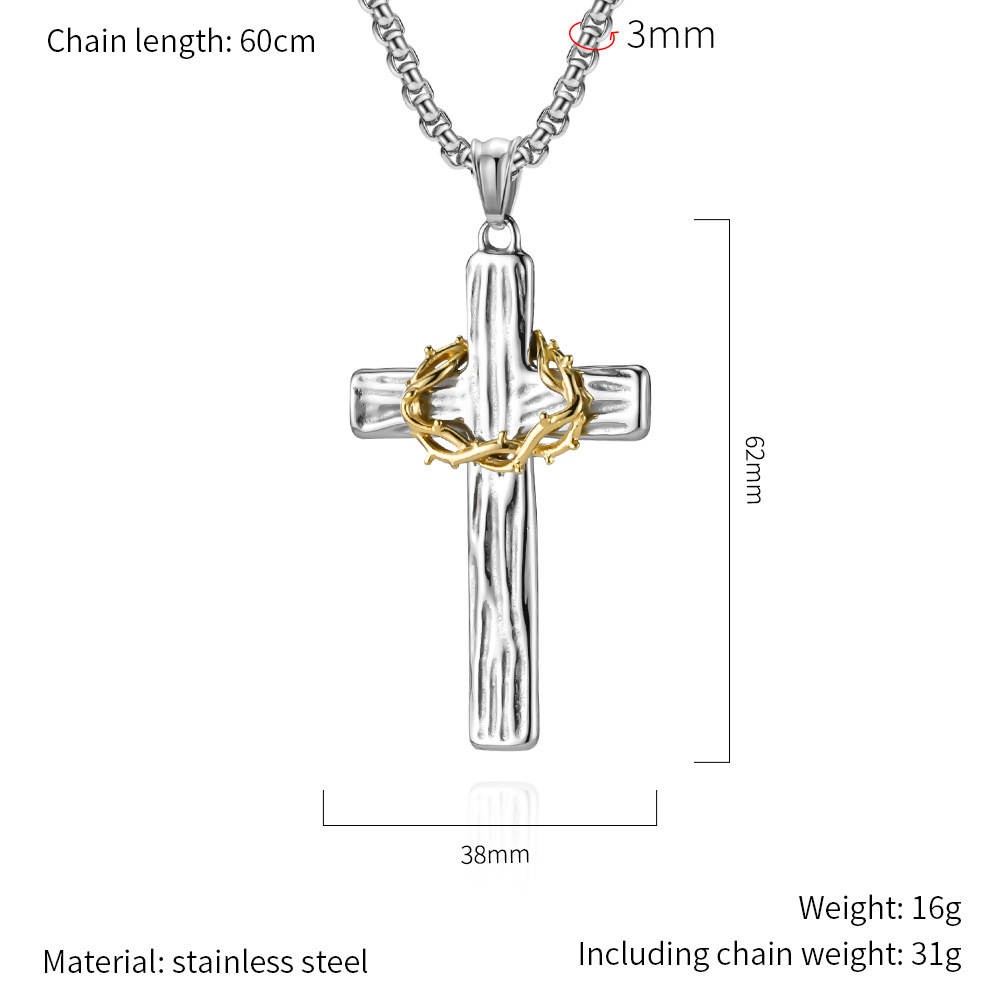 Chain length: 60cm
3mm
62mm
38mm
Weight: 16g
Including chain weight: 31g
Material: stainless steel